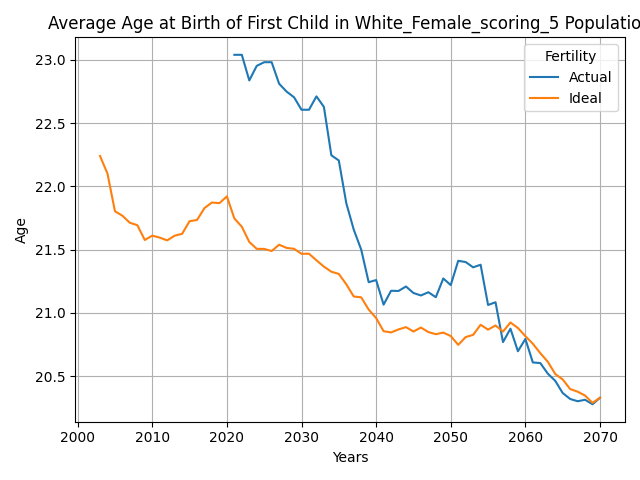 Average Age at Birth of First Child in White_Female_scoring_5 Populatio
Fertility
Actual
Ideal
23.0
22.5
22.0
21.5
21.0
20.5
Age
2000 2010 2020 2030 2040 2050 2060 2070
Years